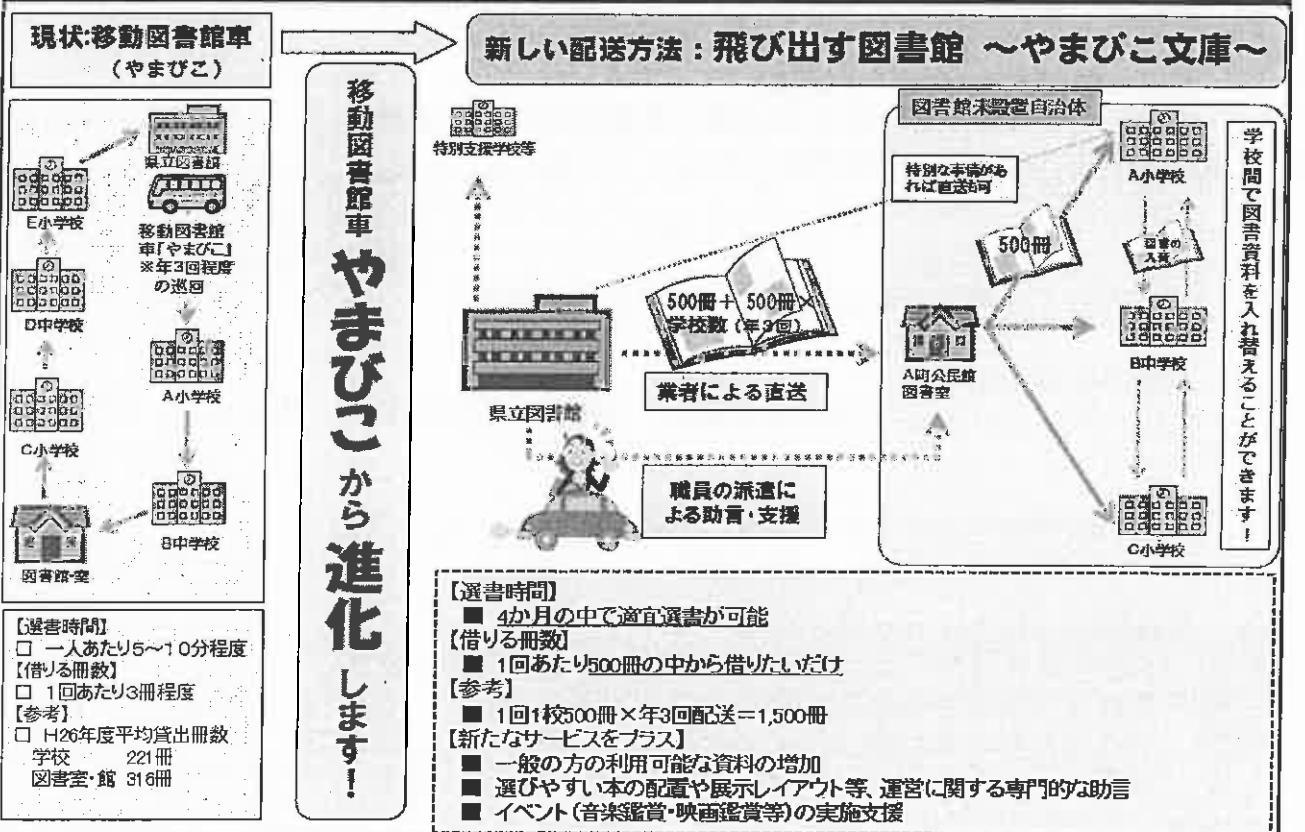 現状:移動図書館車
(やまびこ)
新しい配送方法：飛び出す図書館 ～やまびこ文庫～
県立図書館
移動図書館
車「やまびこ」
※年3回程度
の巡回
A小学校
B中学校
図書館・室
C小学校
D中学校
E小学校
移動図書館車やまびこから進化します！
特別支援学校等
県立図書館
500冊＋500冊×
学校数（年3回）
業者による直送
職員の派遣に
よる助言・支援
図書館未設置自治体
特別な事情があ
れば直送も可
500冊
A町公民館
図書室
A小学校
図書の
入替
B中学校
C小学校
学校間で図書資料を入れ替えることができます！
【選書時間】
□ 一人あたり5～10分程度
【借りる冊数】
□ 1回あたり3冊程度
【参考】
□ H26年度平均貸出冊数
学校 221冊
図書室・館 316冊
【選書時間】
■ 4か月の中で適宜選書が可能
【借りる冊数】
■ 1回あたり500冊の中から借りたいだけ
【参考】
■ 1回1校500冊×年3回配送＝1,500冊
【新たなサービスをプラス】
■ 一般の方の利用可能な資料の増加
■ 選びやすい本の配置や展示レイアウト等、運営に関する専門的な助言
■ イベント（音楽鑑賞・映画鑑賞等）の実施支援